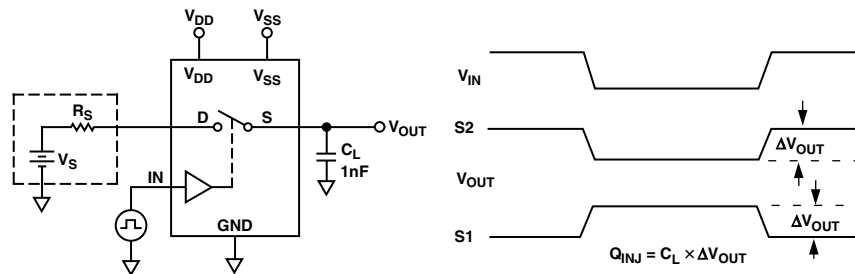 VDD VSS
VDD VSS
RS
VS
D S
VOUT
CL
1nF
IN
GND
VIN
S2
ΔVOUT
VOUT
ΔVOUT
S1
QINJ = CL × ΔVOUT